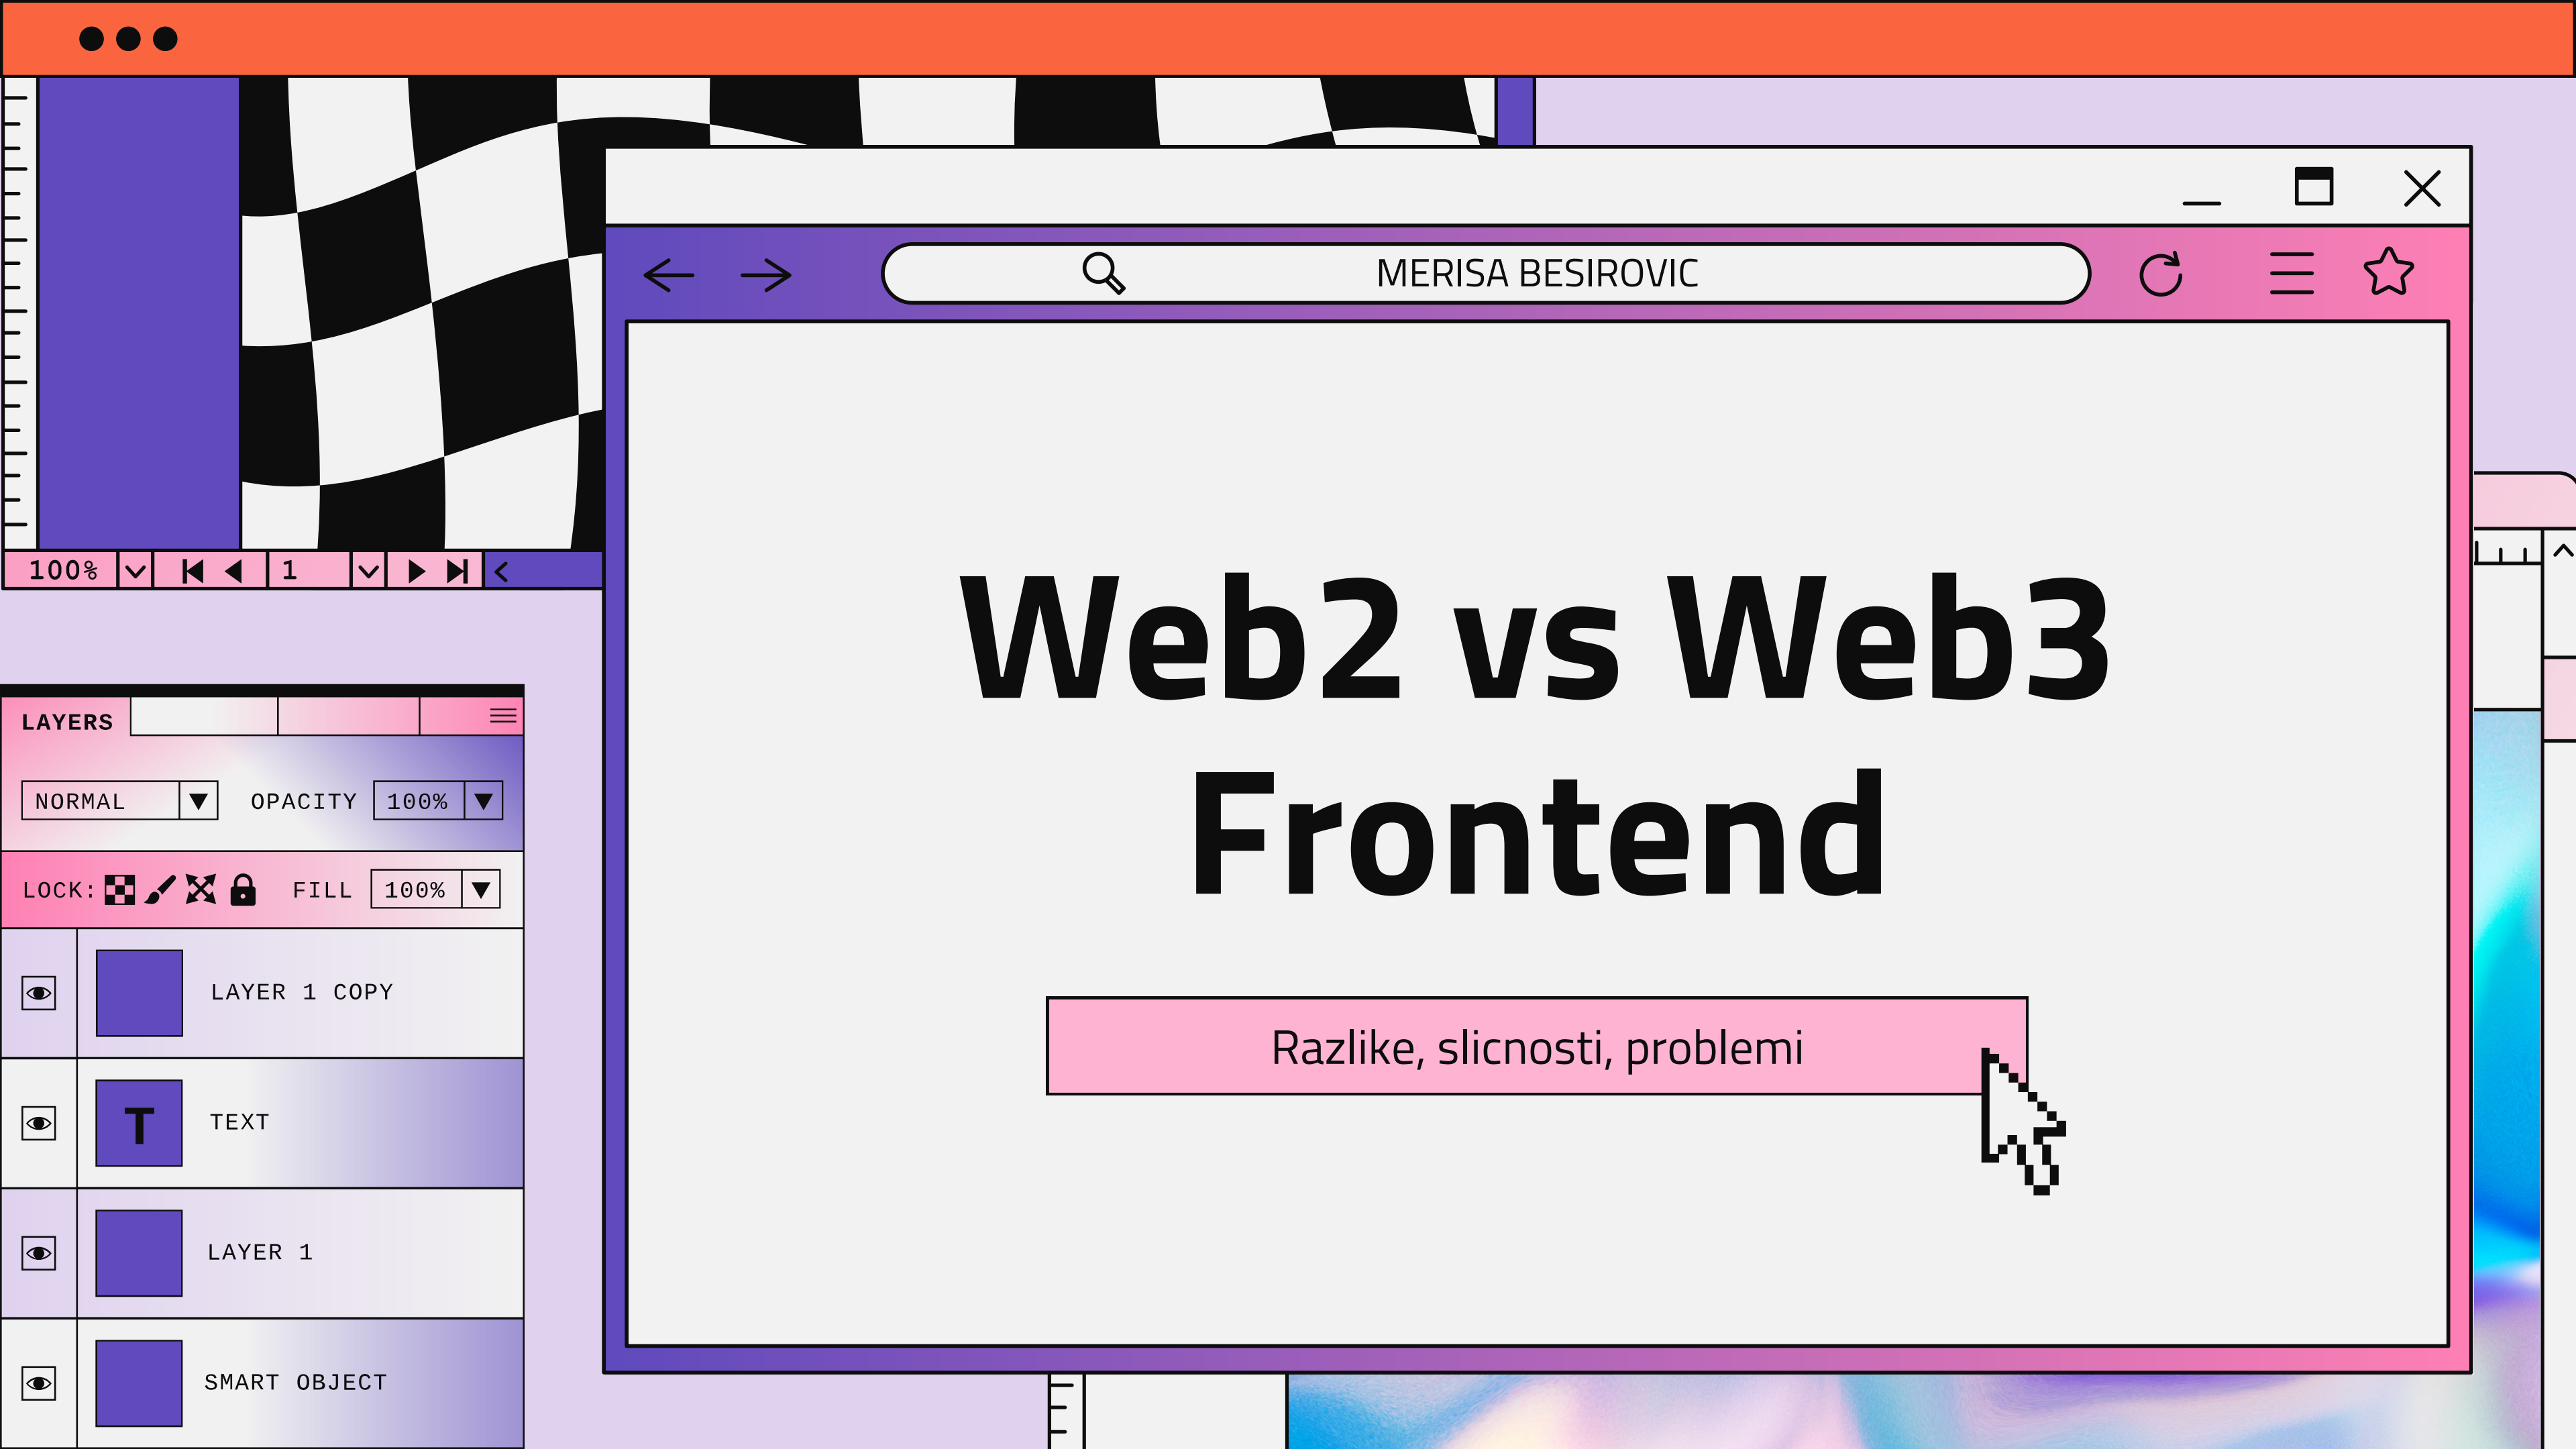 MERISA BESIROVIC
Web2 vs Web3
Frontend
Razlike, slicnosti, problemi
100%
1
LAYERS
NORMAL
OPACITY
100%
LOCK:
FILL
100%
LAYER 1 COPY
T
TEXT
LAYER 1
SMART OBJECT